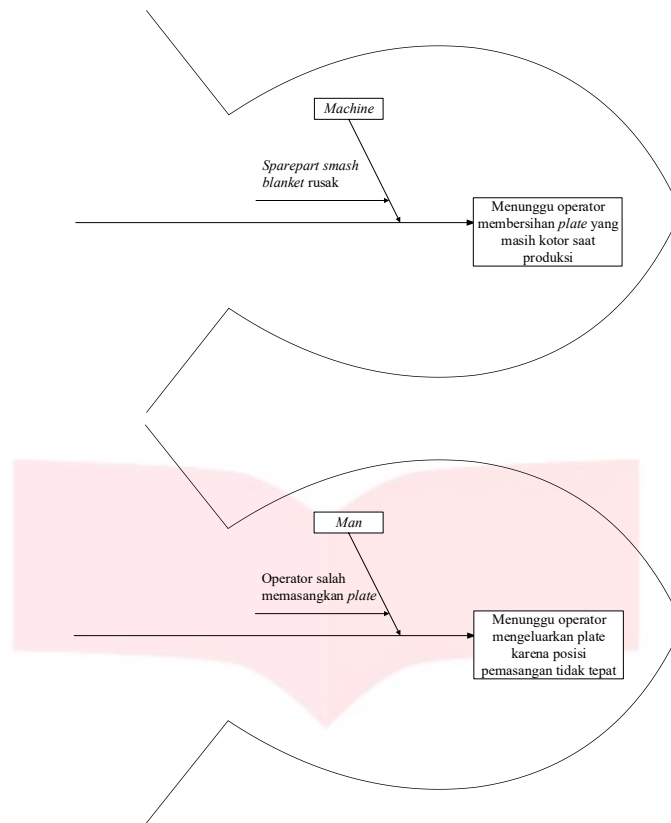 Machine
Sparepart smash
blanket rusak
Menunggu operator
membersihan plate yang
masih kotor saat
produksi
Man
Operator salah
memasangkan plate
Menunggu operator
mengeluarkan plate
karena posisi
pemasangan tidak tepat